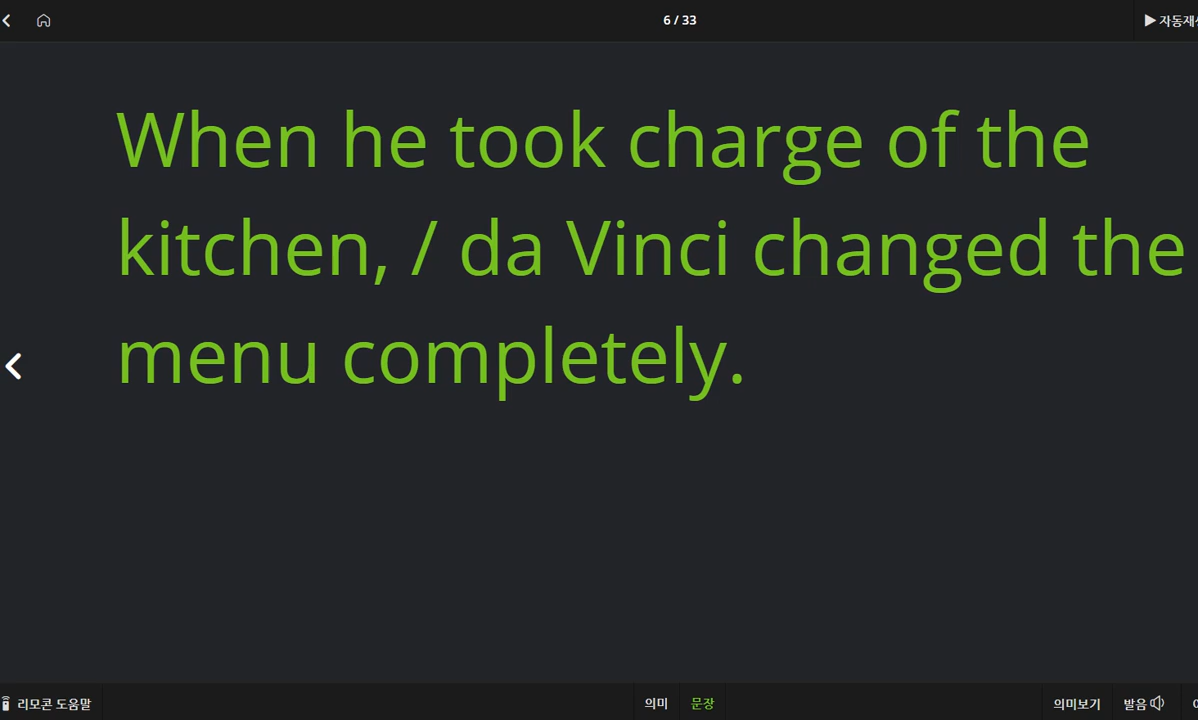 6 / 33
▶ 자동재
When he took charge of the
kitchen, / da Vinci changed the
menu completely.
리모콘 도움말
의미
문장
의미보기
발음